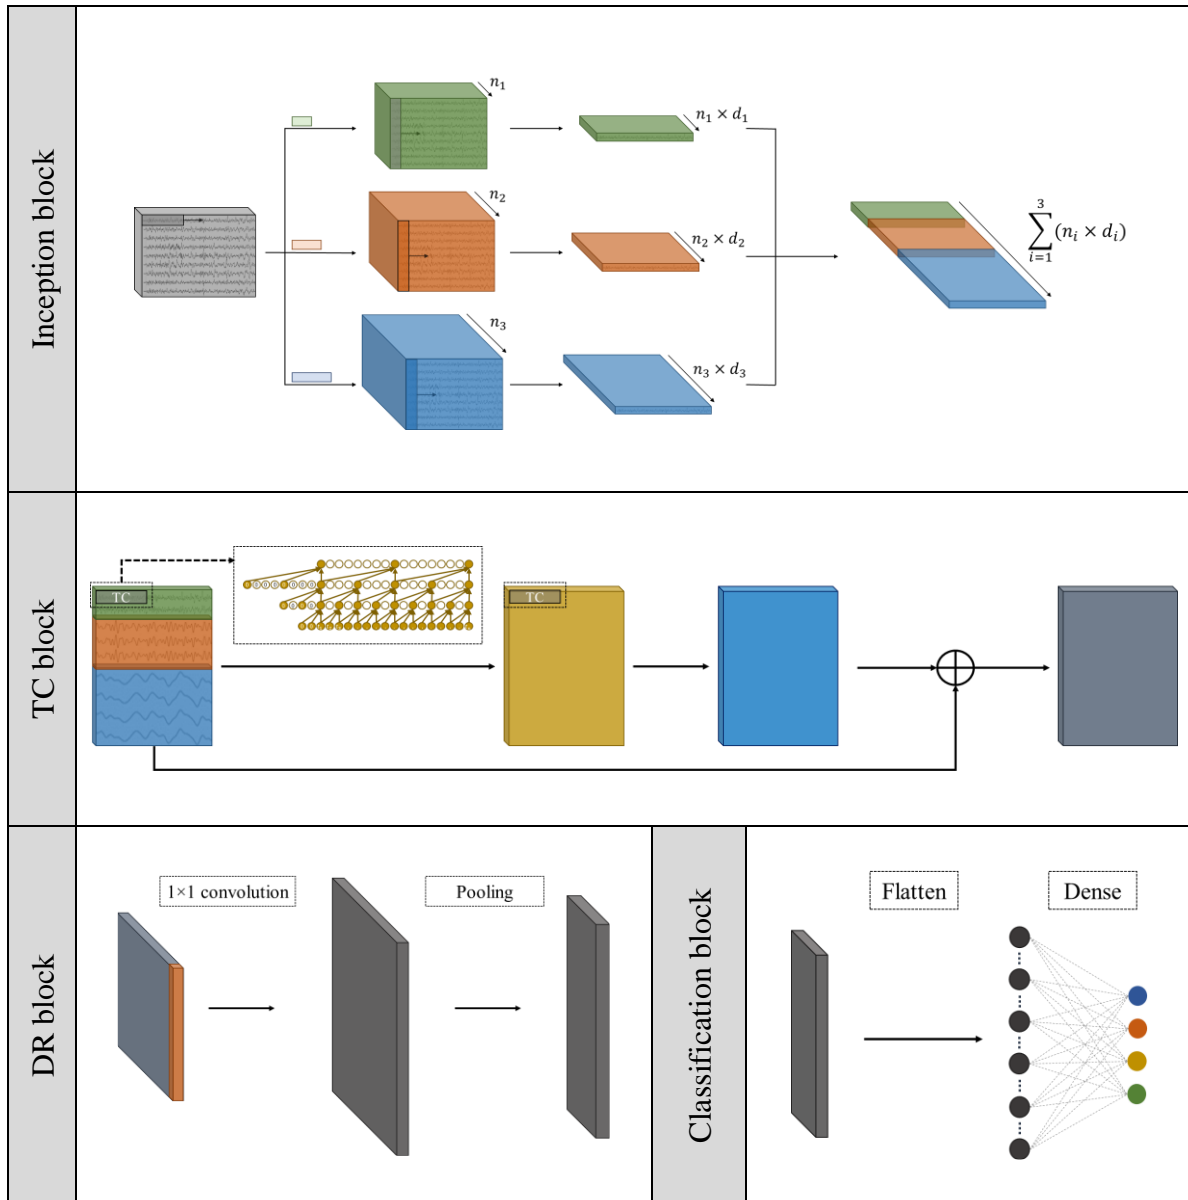 Inception block
n₁
n₁ × d₁
n₂
n₂ × d₂
n₃
n₃ × d₃
3
∑(nᵢ × dᵢ)
i=1
TC block
TC
TC
DR block
1×1 convolution
Pooling
Classification block
Flatten
Dense